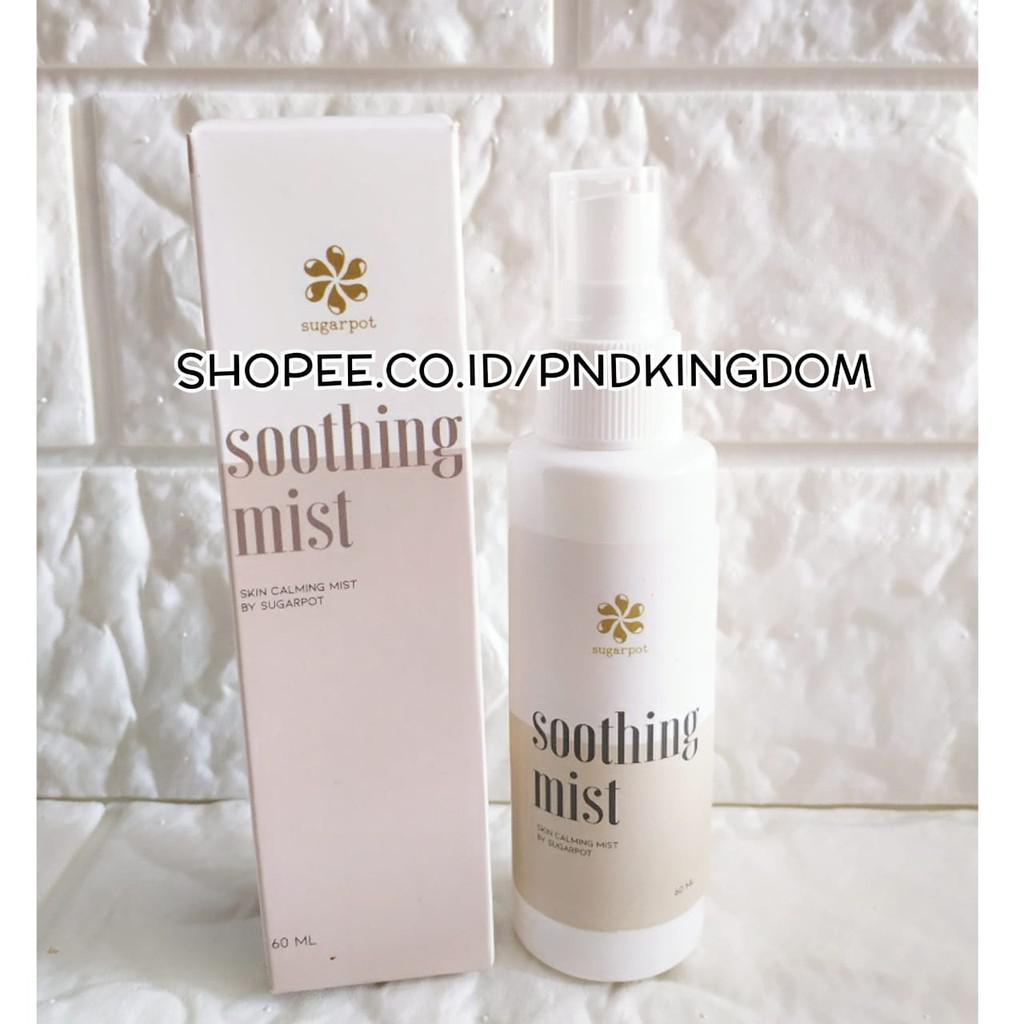 sugarpot
SHOPEE.CO.ID/PNDKINGDOM
soothing
mist
SKIN CALMING MIST
BY SUGARPOT
60 ML
sugarpot
soothing
mist
SKIN CALMING MIST
BY SUGARPOT
60 ML